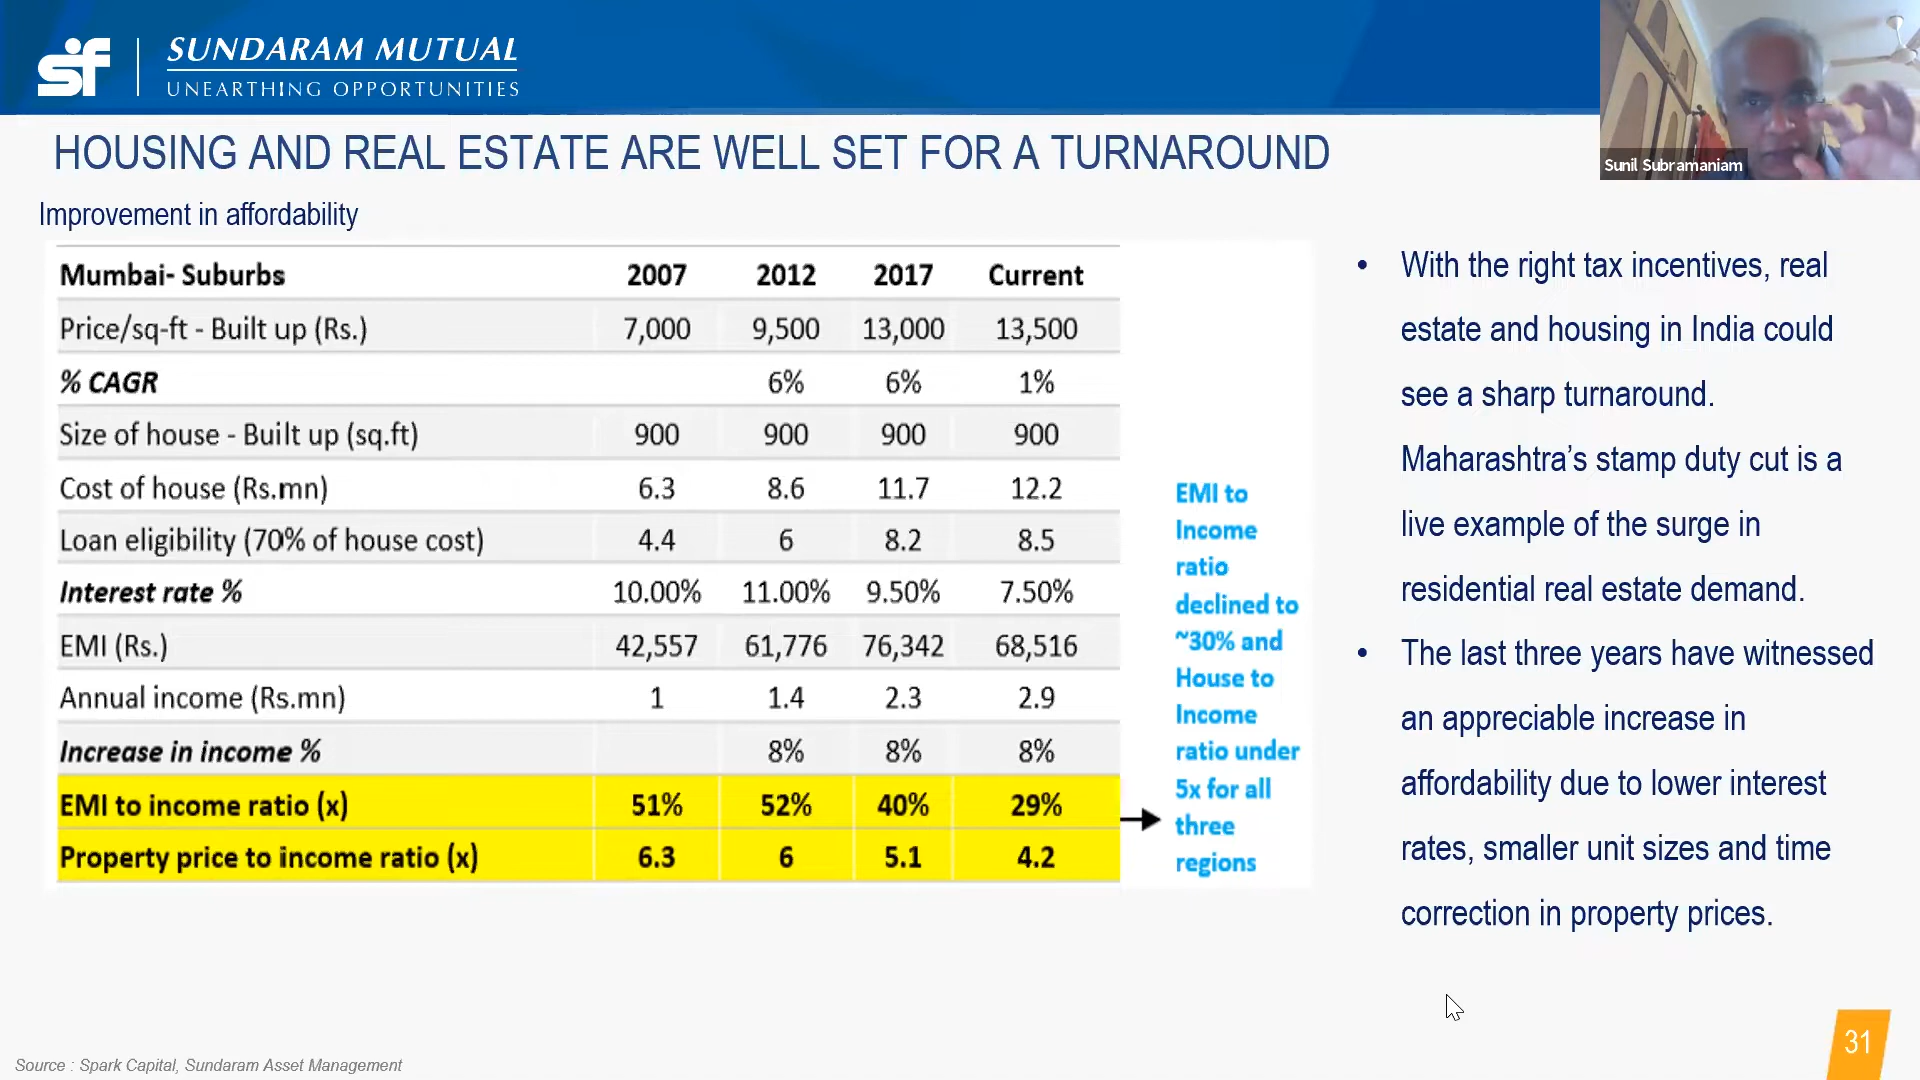 sf
SUNDARAM MUTUAL
UNEARTHING OPPORTUNITIES
Sunil Subramaniam
HOUSING AND REAL ESTATE ARE WELL SET FOR A TURNAROUND
Improvement in affordability
Mumbai- Suburbs 2007 2012 2017 Current
Price/sq-ft - Built up (Rs.) 7,000 9,500 13,000 13,500
% CAGR 6% 6% 1%
Size of house - Built up (sq.ft) 900 900 900 900
Cost of house (Rs.mn) 6.3 8.6 11.7 12.2
Loan eligibility (70% of house cost) 4.4 6 8.2 8.5
Interest rate % 10.00% 11.00% 9.50% 7.50%
EMI (Rs.) 42,557 61,776 76,342 68,516
Annual income (Rs.mn) 1 1.4 2.3 2.9
Increase in income % 8% 8% 8%
EMI to income ratio (x) 51% 52% 40% 29%
Property price to income ratio (x) 6.3 6 5.1 4.2
EMI to
Income
ratio
declined to
~30% and
House to
Income
ratio under
5x for all
three
regions
• With the right tax incentives, real
estate and housing in India could
see a sharp turnaround.
Maharashtra’s stamp duty cut is a
live example of the surge in
residential real estate demand.
• The last three years have witnessed
an appreciable increase in
affordability due to lower interest
rates, smaller unit sizes and time
correction in property prices.
Source : Spark Capital, Sundaram Asset Management
31